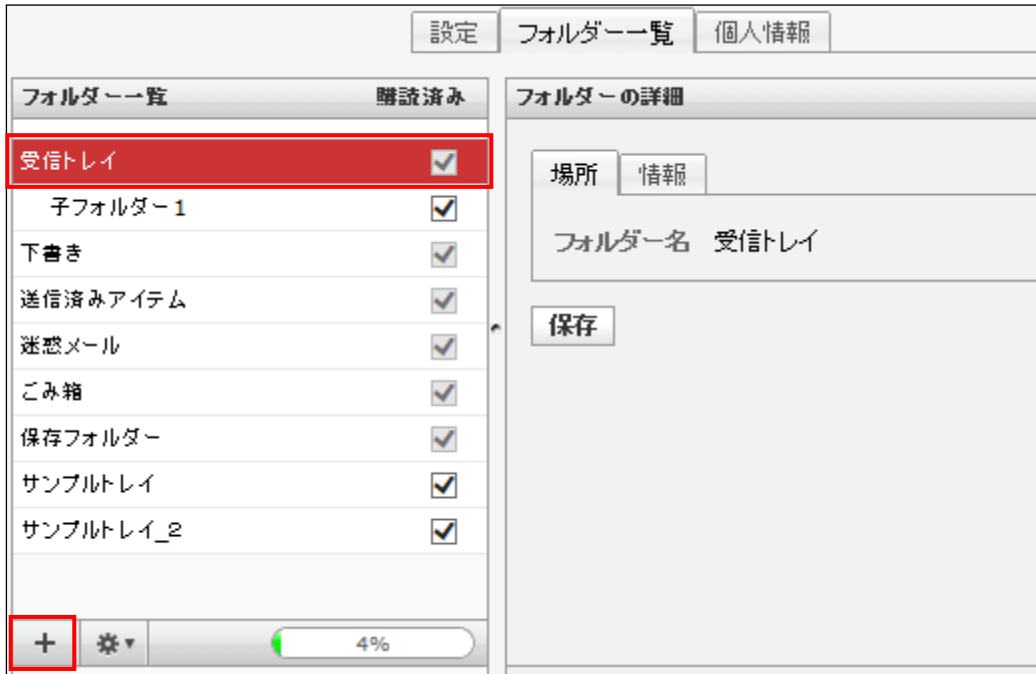 設定 フォルダー一覧 個人情報
フォルダー一覧 購読済み
フォルダーの詳細
受信トレイ
子フォルダー1
下書き
送信済みアイテム
迷惑メール
ごみ箱
保存フォルダー
サンプルトレイ
サンプルトレイ_2
4%
場所 情報
フォルダー名 受信トレイ
保存